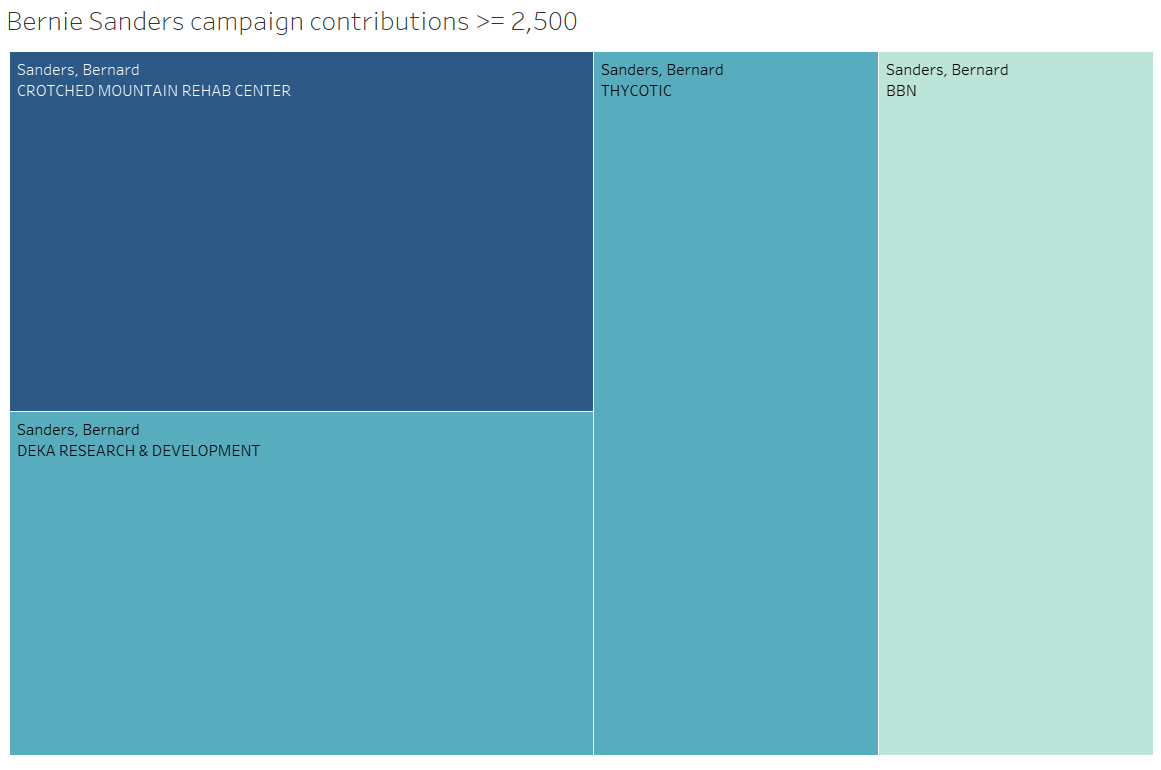 Bernie Sanders campaign contributions >= 2,500
Sanders, Bernard
CROTCHED MOUNTAIN REHAB CENTER
Sanders, Bernard
DEKA RESEARCH & DEVELOPMENT
Sanders, Bernard
THYCOTIC
Sanders, Bernard
BBN